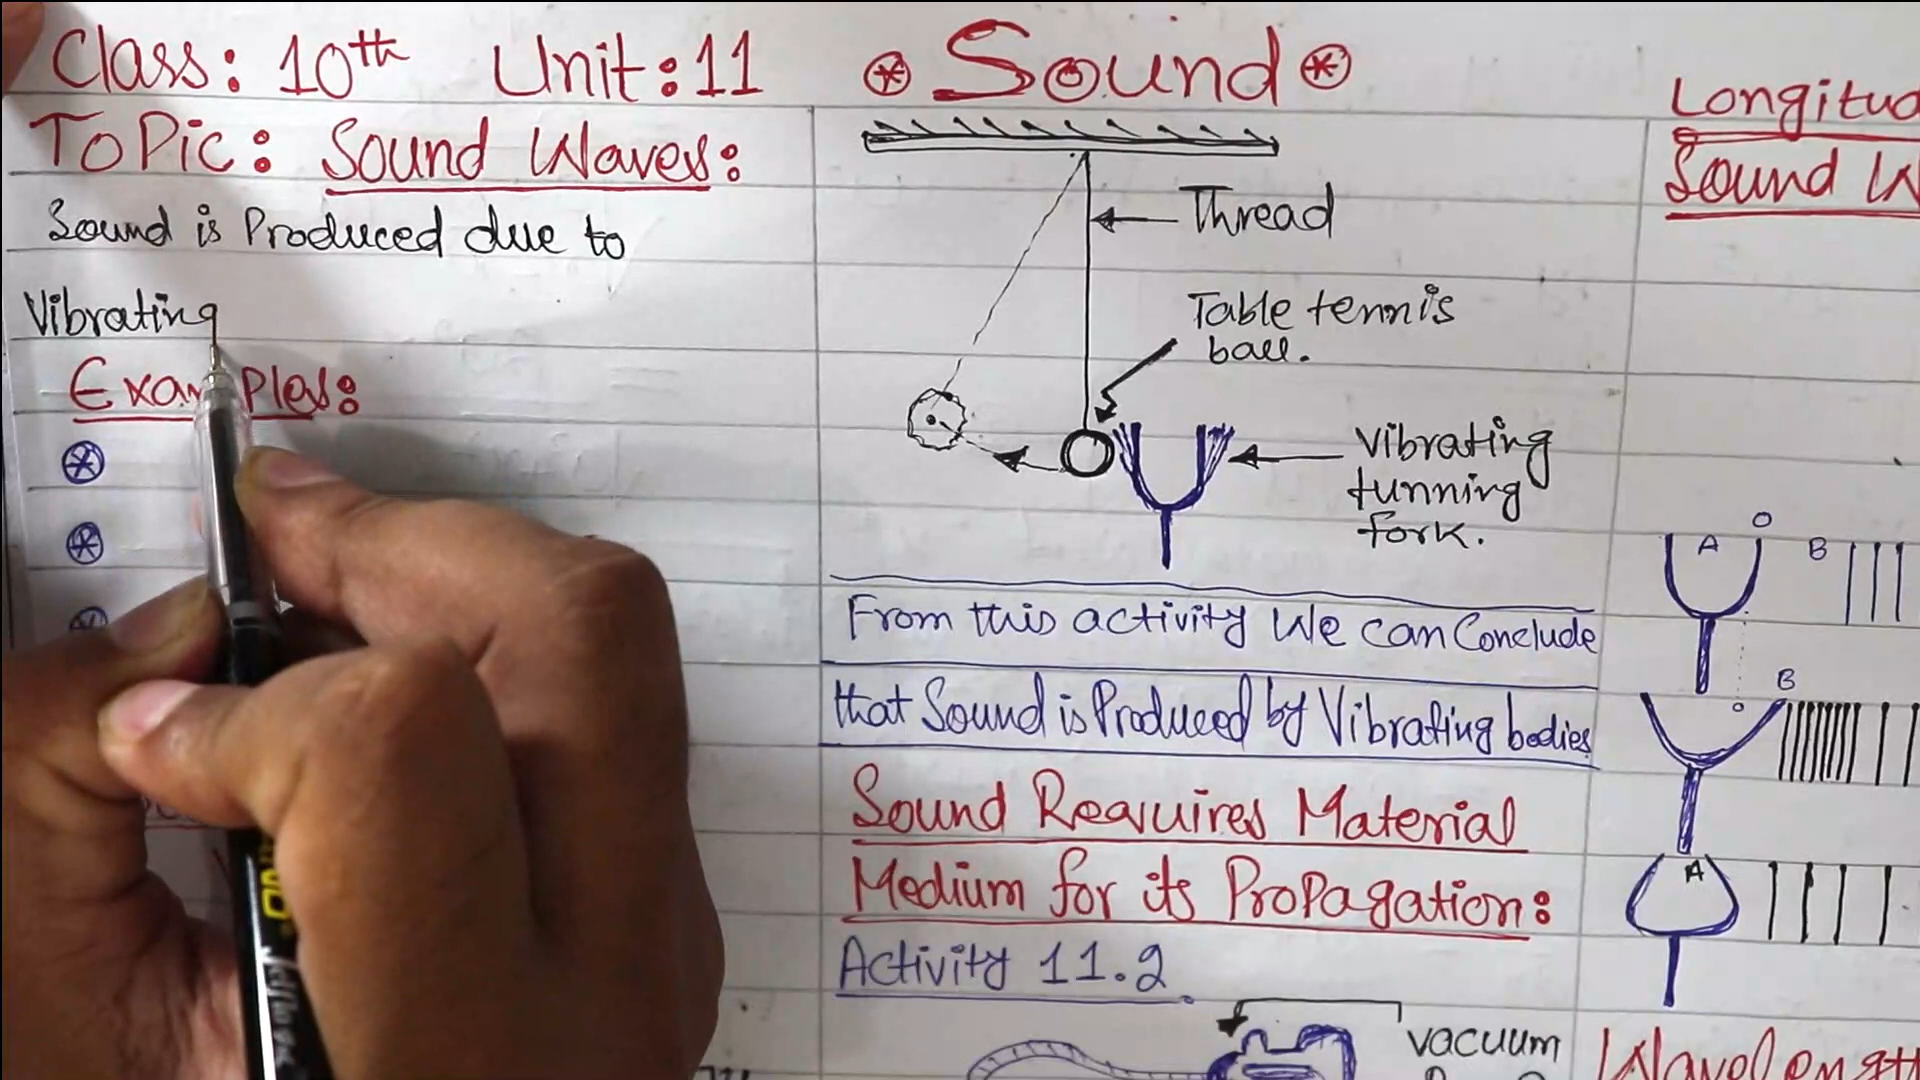 Class: 10th Unit: 11
Sound
Topic: Sound Waves:
Sound is Produced due to
Vibrating
Examples:
Thread
Table tennis
ball.
Vibrating
tunning
fork.
From this activity We can Conclude
that Sound is Produced by Vibrating bodies
Sound Requires Material
Medium for its Propagation:
Activity 11.2
vacuum
Longitud
Sound W
A B
B
A
Wavelength